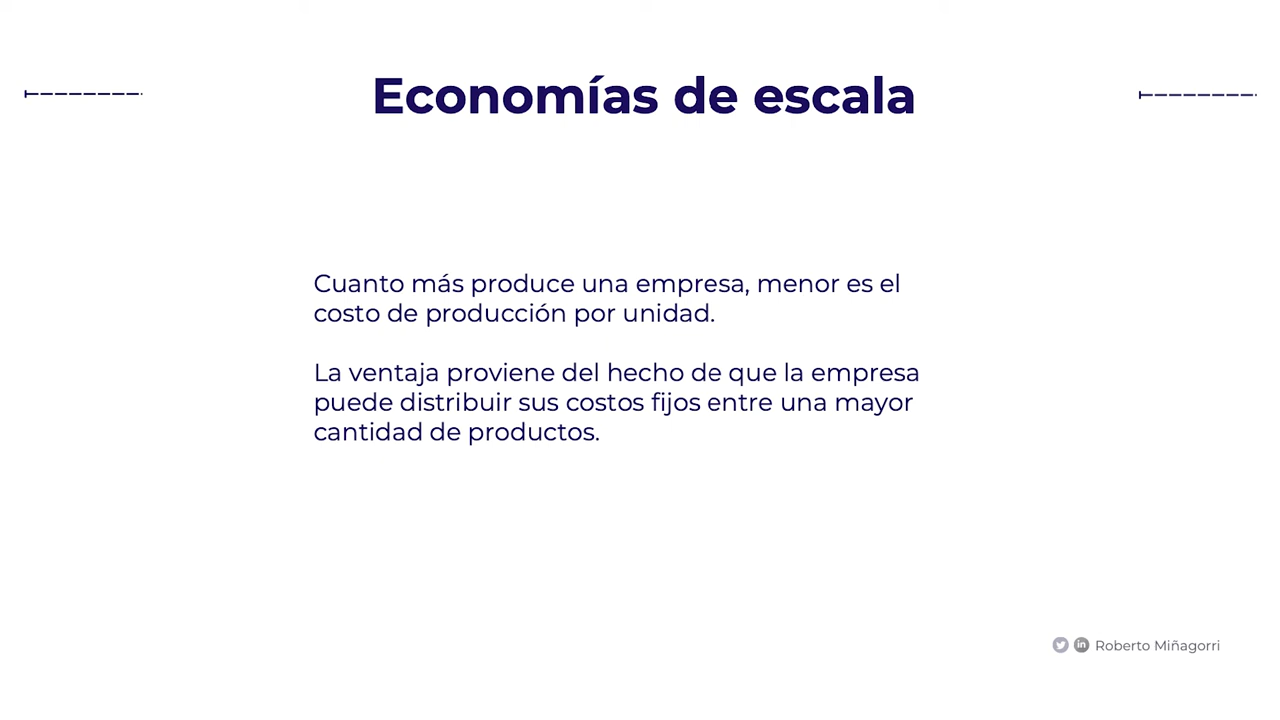 Economías de escala
Cuanto más produce una empresa, menor es el
costo de producción por unidad.
La ventaja proviene del hecho de que la empresa
puede distribuir sus costos fijos entre una mayor
cantidad de productos.
in Roberto Miñagorri